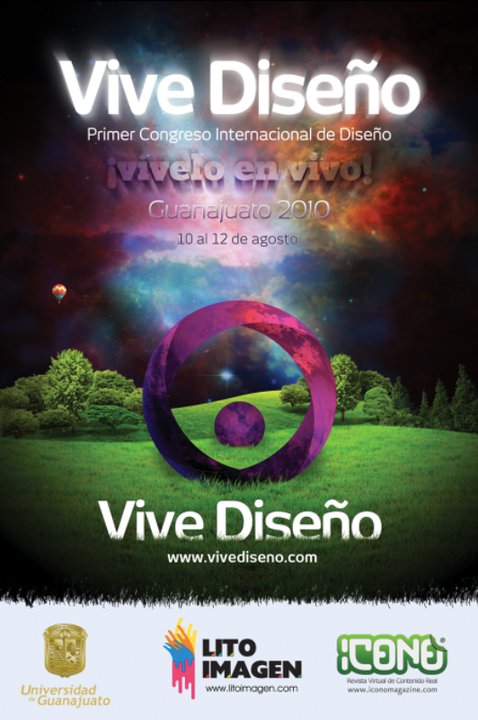 Vive Diseño
Primer Congreso Internacional de Diseño
¡vivelo en vivo!
Guanajuato 2010
10 al 12 de agosto
Vive Diseño
www.vivediseno.com
Universidad
de Guanajuato
LITO
IMAGEN
www.litoimagen.com
iCONO
Revista Virtual de Contenido Real
www.iconomagazine.com